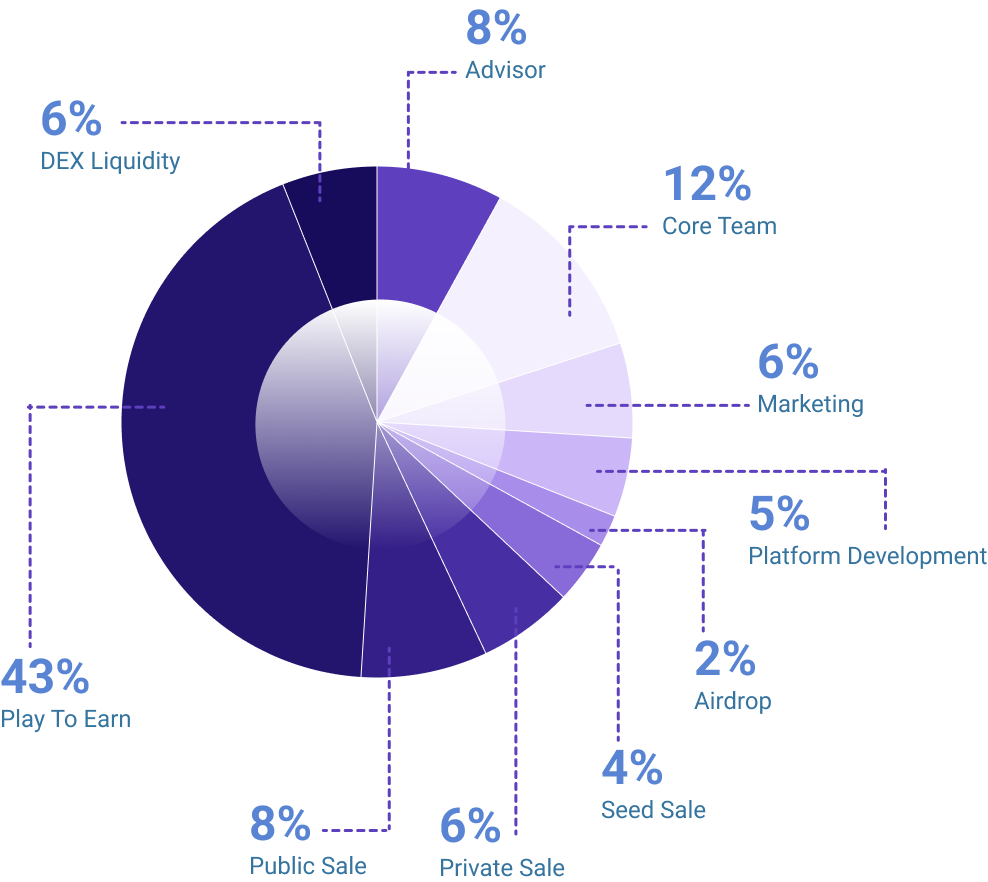 8%
Advisor
6%
DEX Liquidity
12%
Core Team
6%
Marketing
5%
Platform Development
2%
Airdrop
43%
Play To Earn
4%
Seed Sale
8%
Public Sale
6%
Private Sale